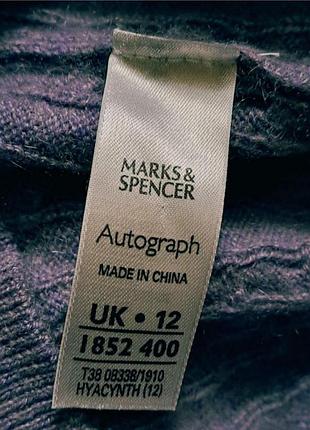 MARKS &
SPENCER
Autograph
MADE IN CHINA
UK • 12
1852 400
T38 08338/1910
HYACYNTH (12)